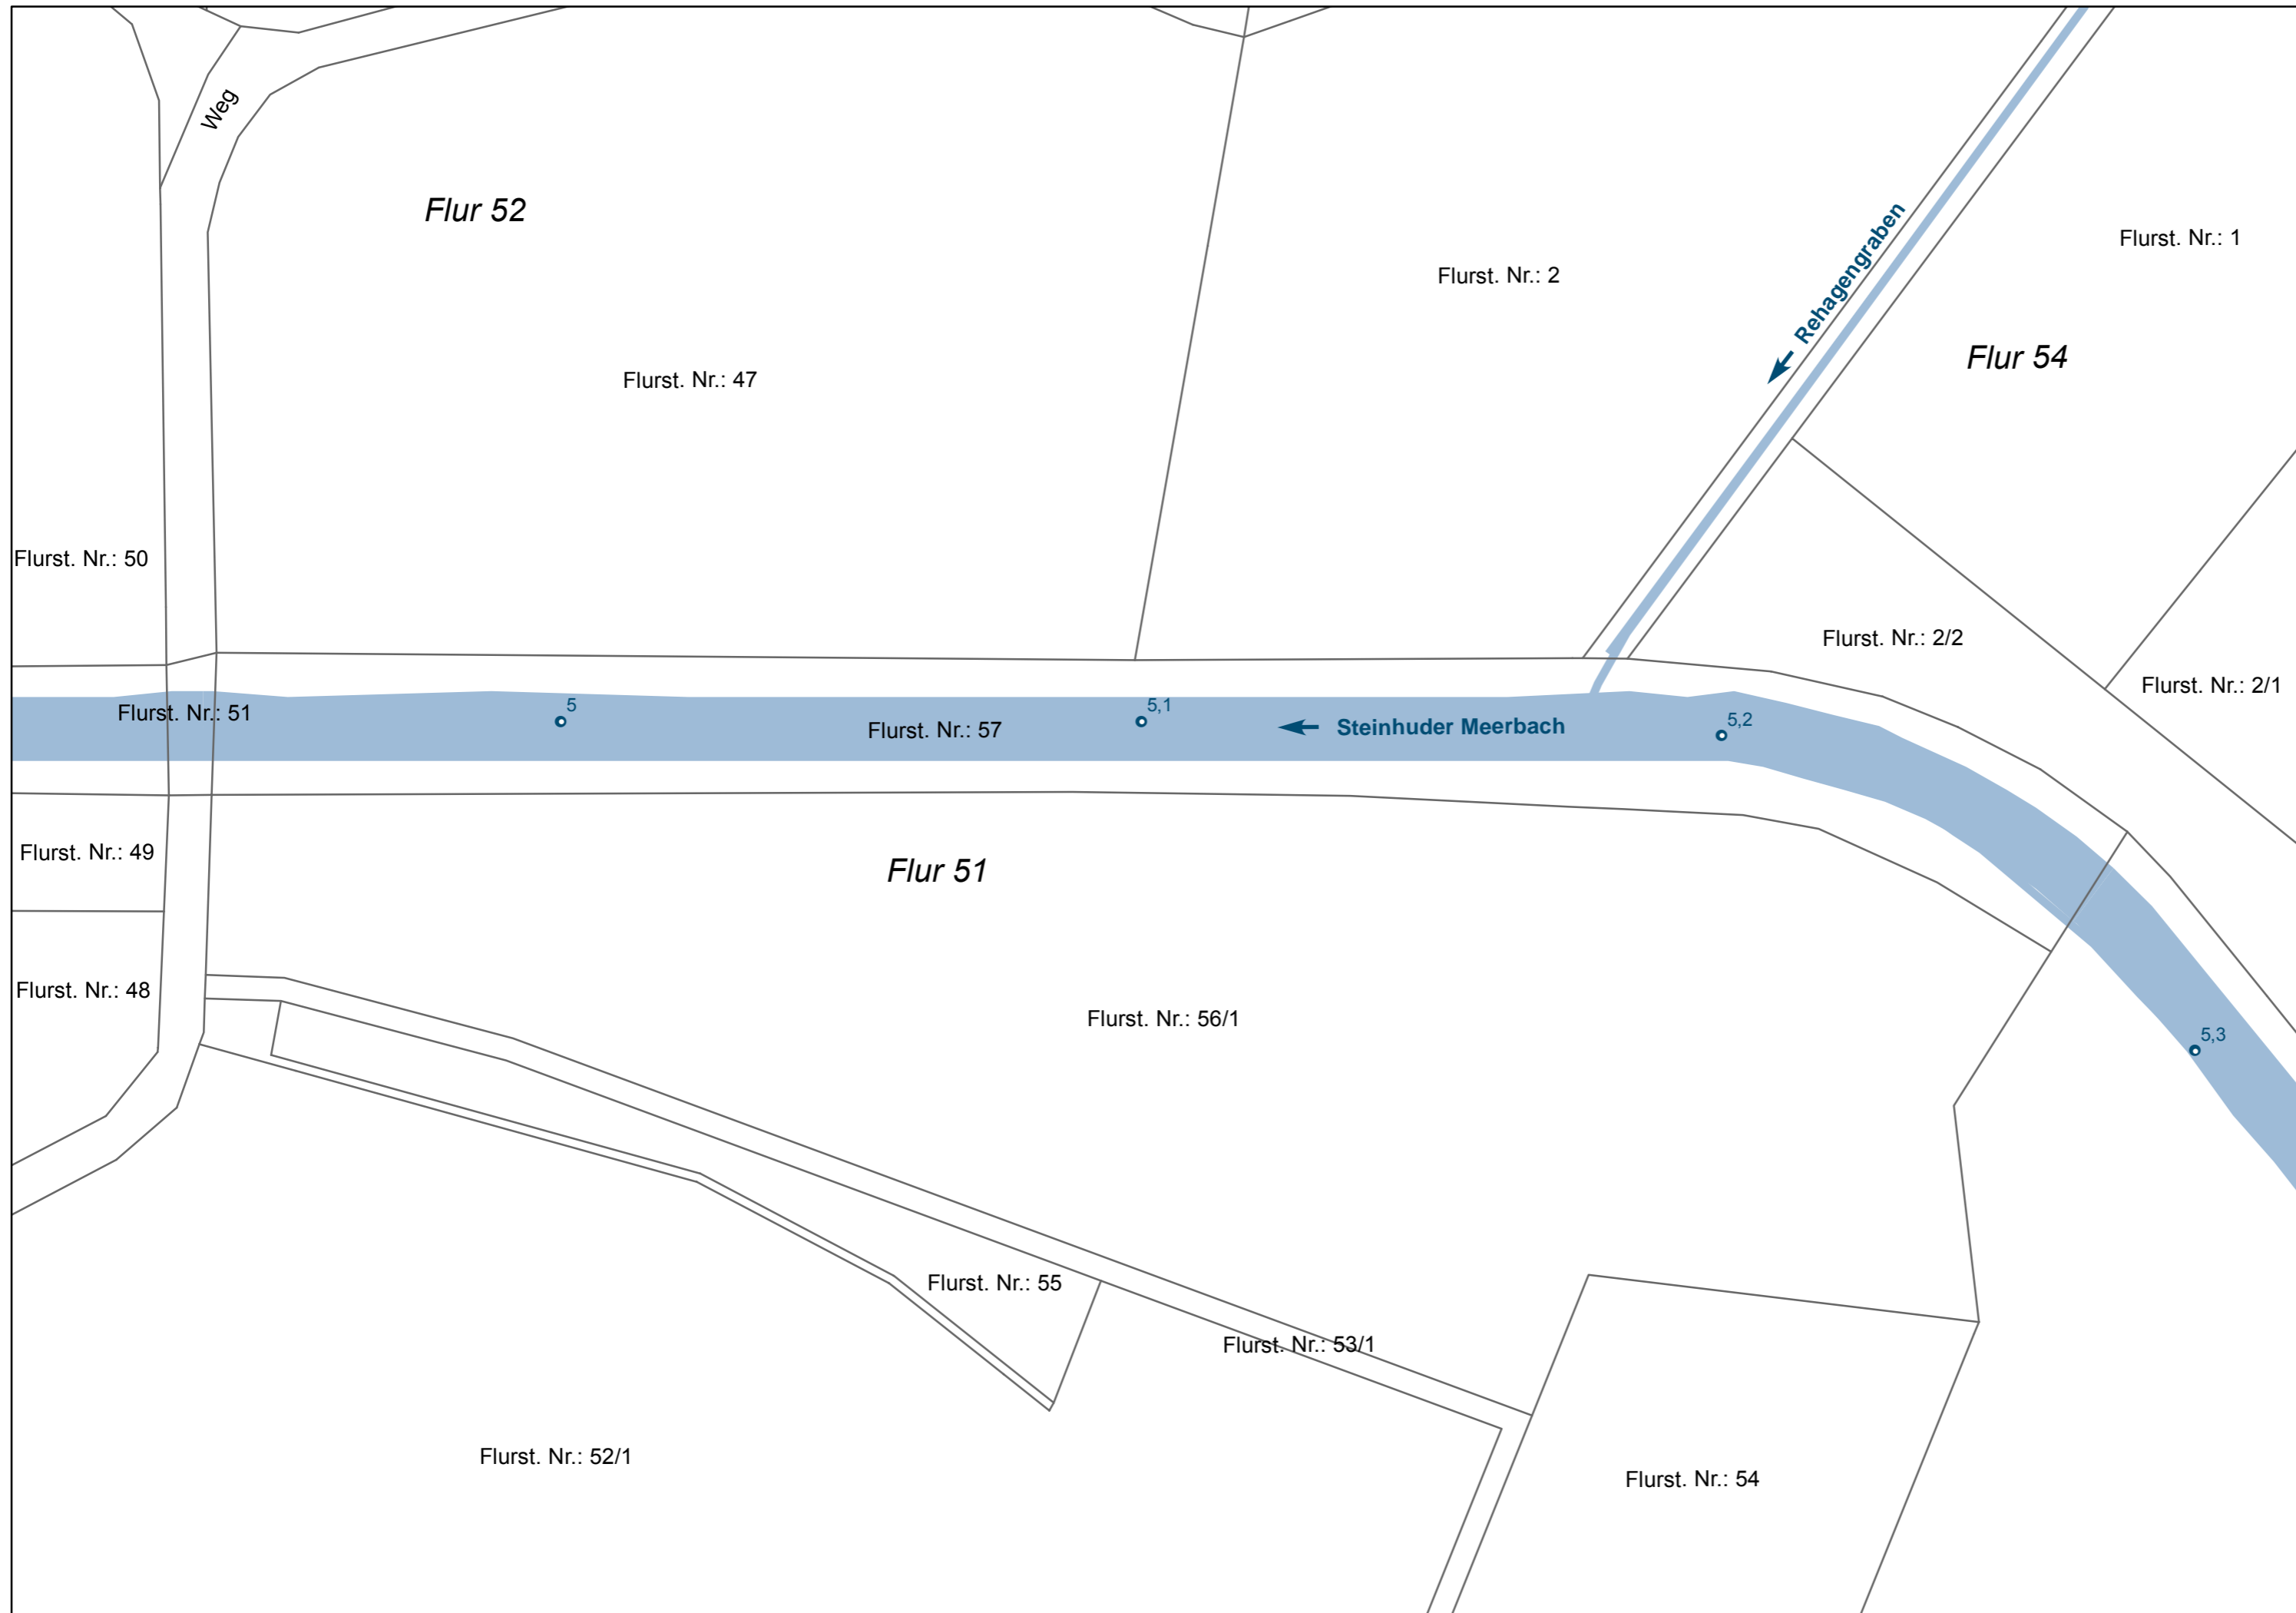 Weg
Flur 52
Rehagengraben
Flurst. Nr.: 1
Flurst. Nr.: 2
Flur 54
Flurst. Nr.: 47
Flurst. Nr.: 50
Flurst. Nr.: 2/2
Flurst. Nr.: 2/1
Flurst. Nr.: 51
5
Flurst. Nr.: 57
5,1
Steinhuder Meerbach
5,2
Flurst. Nr.: 49
Flur 51
Flurst. Nr.: 48
Flurst. Nr.: 56/1
5,3
Flurst. Nr.: 55
Flurst. Nr.: 53/1
Flurst. Nr.: 52/1
Flurst. Nr.: 54